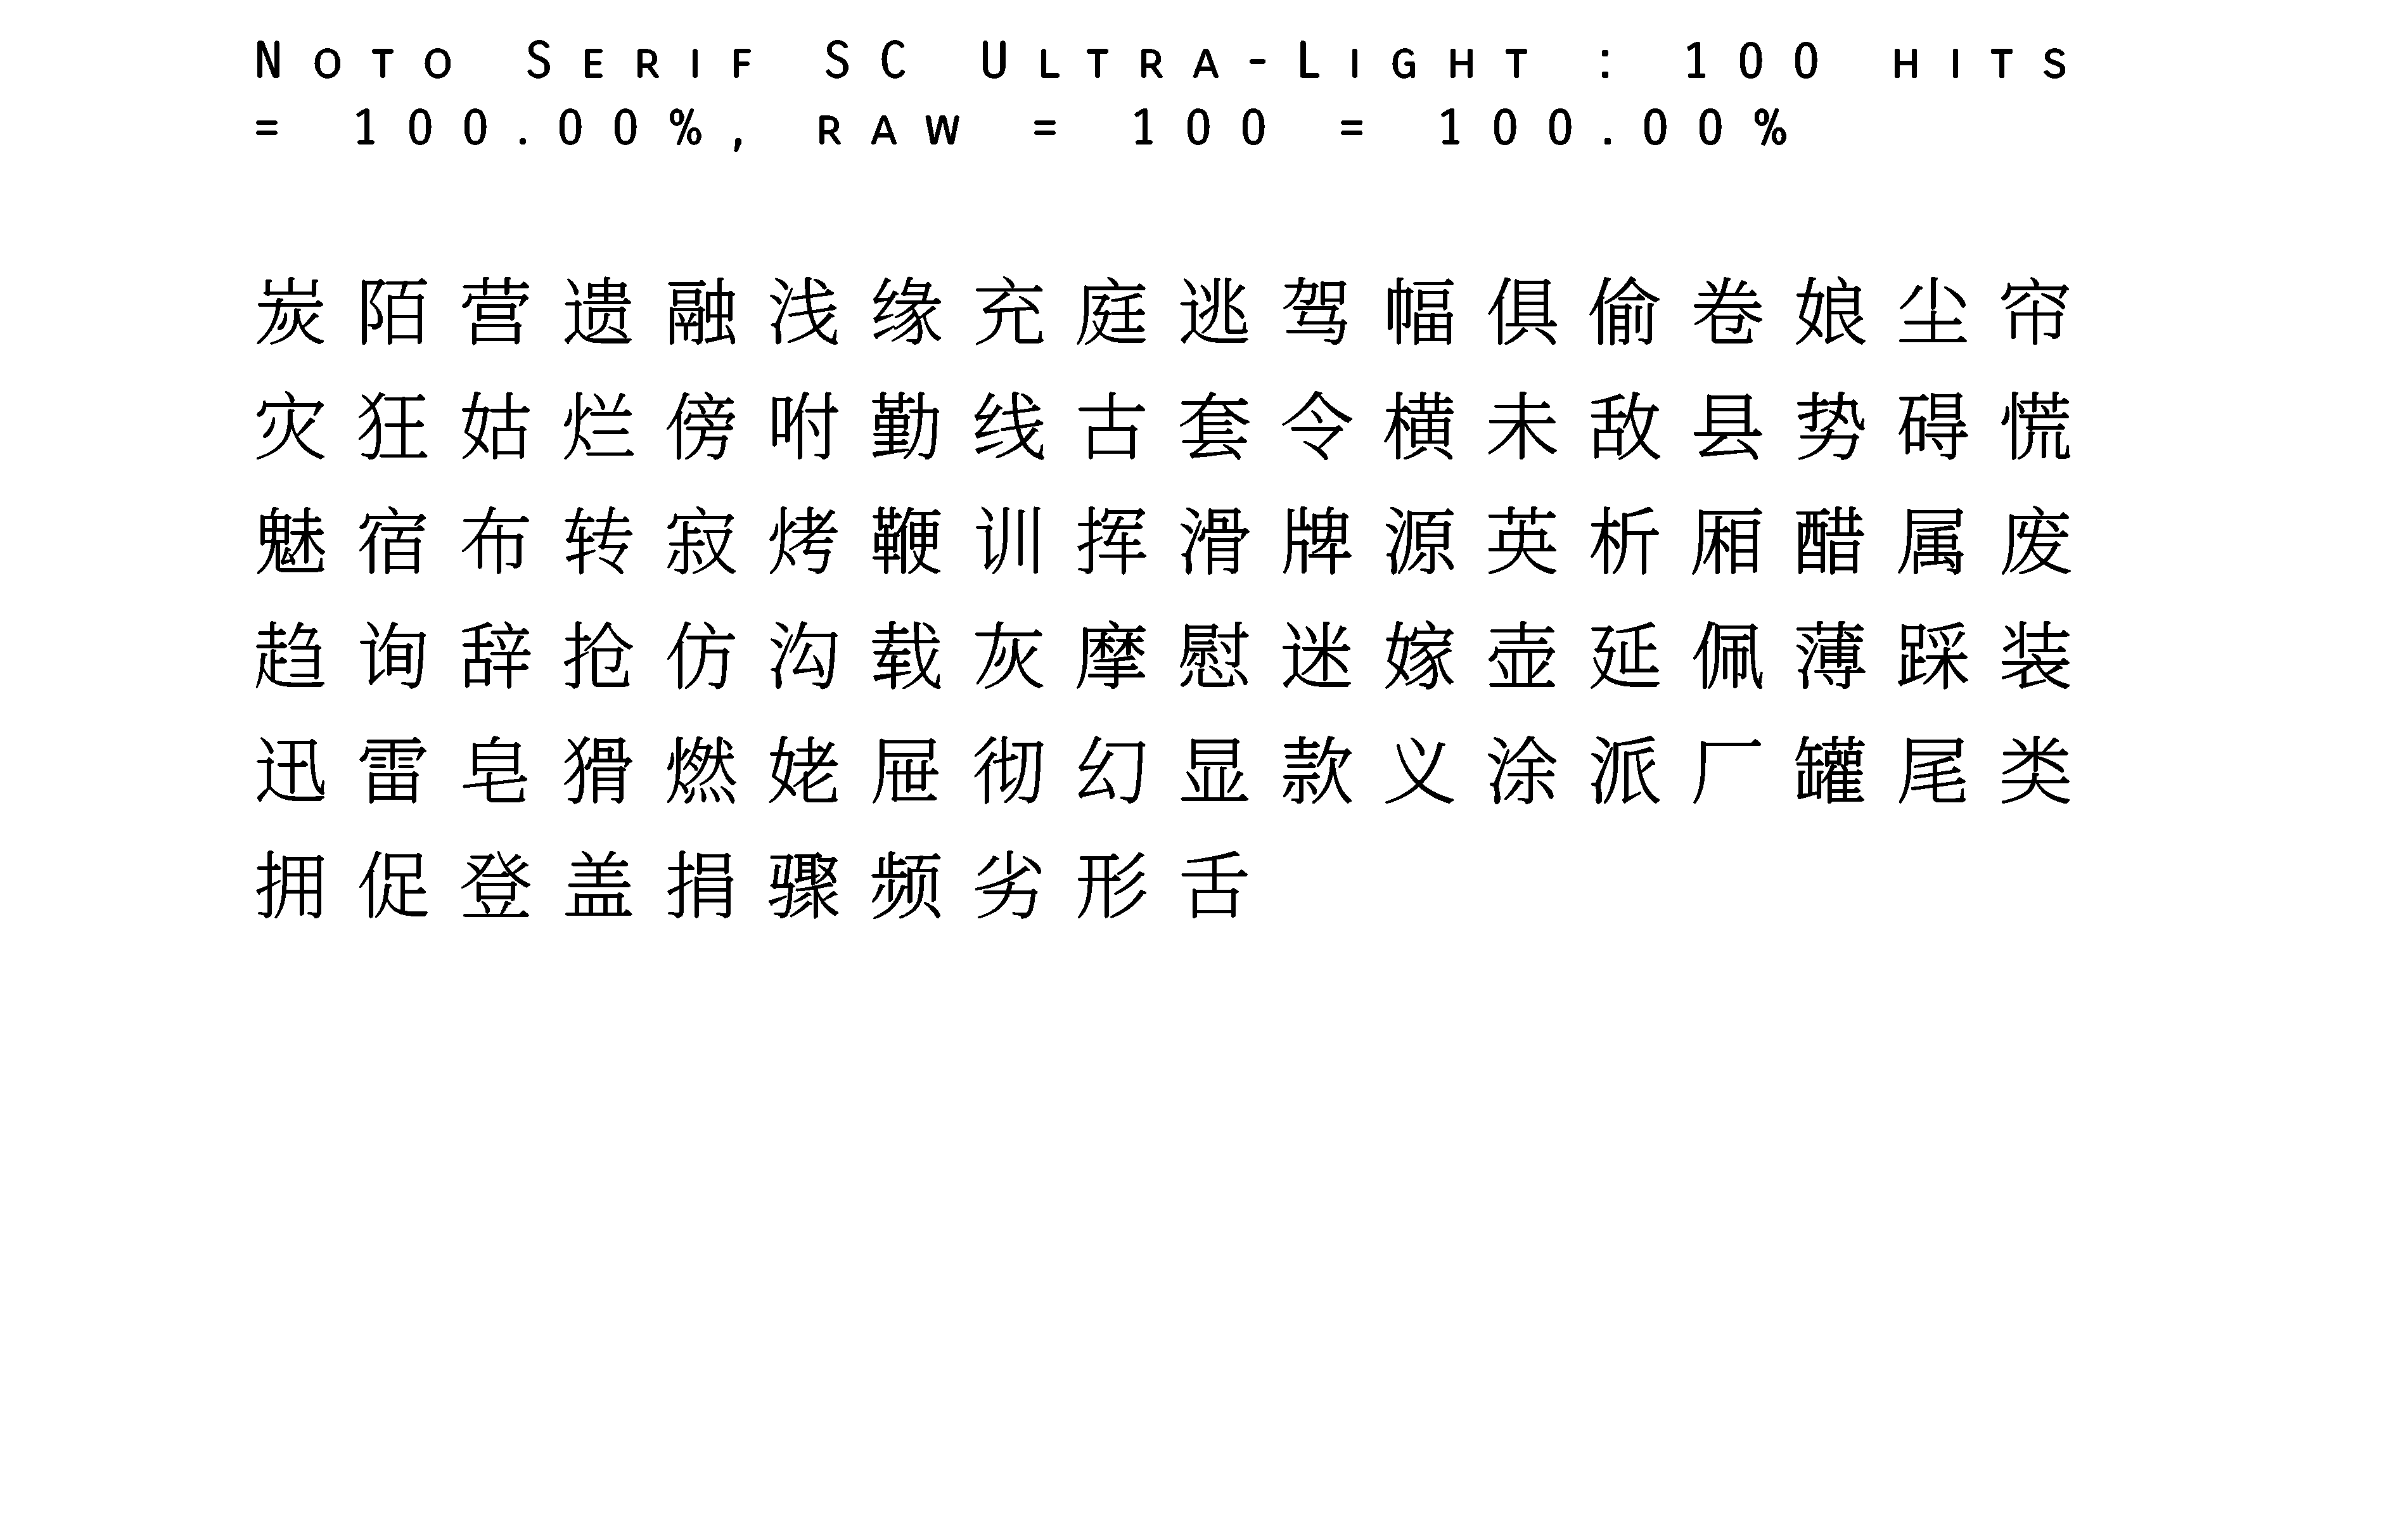 Noto Serif SC Ultra-Light : 100 hits
= 100.00%, raw = 100 = 100.00%
炭陌营遗融浅缘充庭逃驾幅俱偷卷娘尘帘
灾狂姑烂傍咐勤线古套令横未敌县势碍慌
魅宿布转寂烤鞭训挥滑牌源英析厢醋属废
趋询辞抢仿沟载灰摩慰迷嫁壶延佩薄踩装
迅雷皂猾燃姥屉彻幻显款义涂派厂罐尾类
拥促登盖捐骤频劣形舌